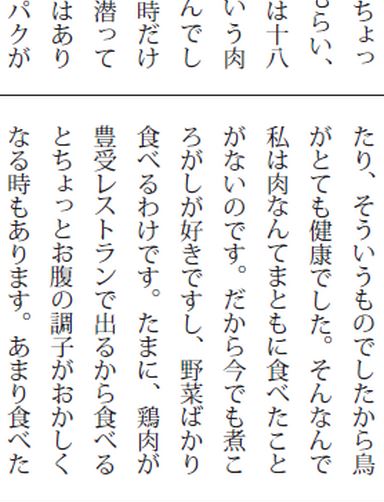 ちょっ
らい、
は十八
いう肉
んでし
時だけ
潜って
はあり
パクが
たり、そういうものでしたから鳥
がとても健康でした。そんなんで
私は肉なんてまともに食べたこと
がないのです。だから今でも煮こ
ろがしが好きですし、野菜ばかり
食べるわけです。たまに、鶏肉が
豊受レストランで出るから食べる
とちょっとお腹の調子がおかしく
なる時もあります。あまり食べた